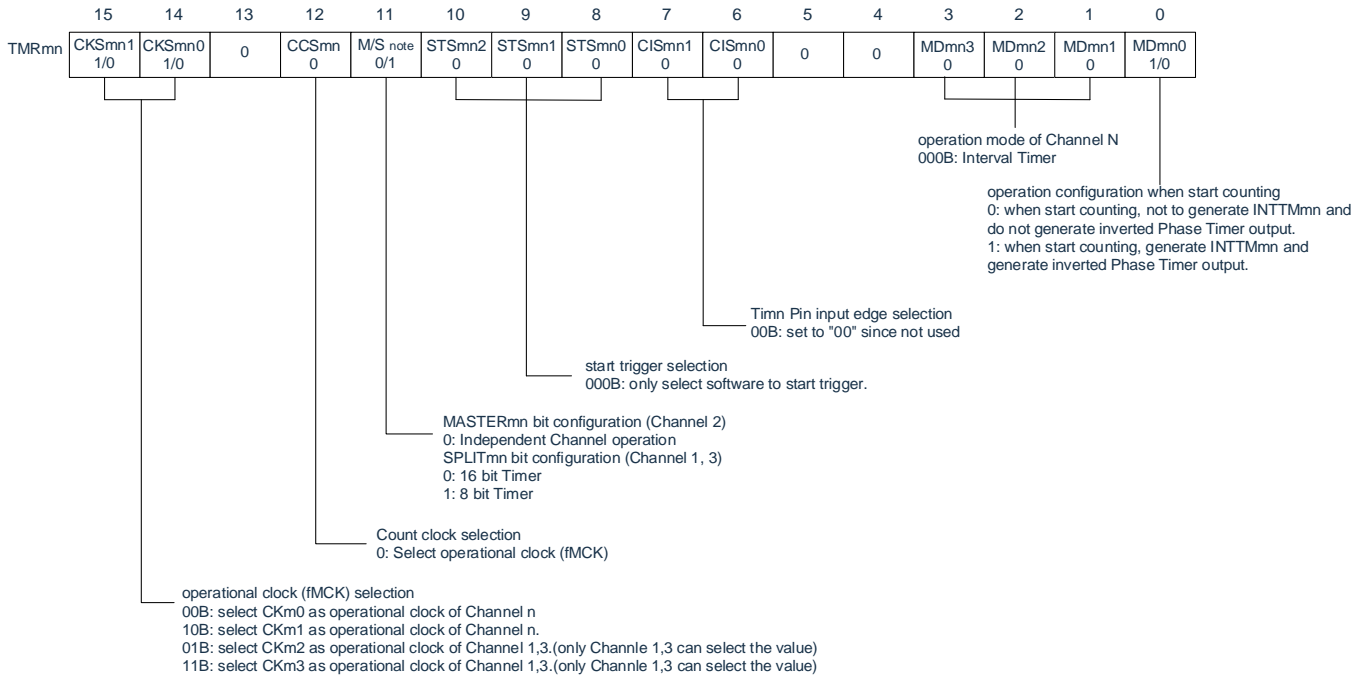 15 14 13 12 11 10 9 8 7 6 5 4 3 2 1 0
TMRmn CKSmn1 CKSmn0 0 CCSmn M/S note STSmn2 STSmn1 STSmn0 CISmn1 CISmn0 0 0 MDmn3 MDmn2 MDmn1 MDmn0
1/0 1/0 0 0/1 0 0 0 0 0 0 0 0 1/0
operation mode of Channel N
000B: Interval Timer
operation configuration when start counting
0: when start counting, not to generate INTTMmn and
do not generate inverted Phase Timer output.
1: when start counting, generate INTTMmn and
generate inverted Phase Timer output.
Timn Pin input edge selection
00B: set to "00" since not used
start trigger selection
000B: only select software to start trigger.
MASTERmn bit configuration (Channel 2)
0: Independent Channel operation
SPLITmn bit configuration (Channel 1, 3)
0: 16 bit Timer
1: 8 bit Timer
Count clock selection
0: Select operational clock (fMCK)
operational clock (fMCK) selection
00B: select CKm0 as operational clock of Channel n
10B: select CKm1 as operational clock of Channel n.
01B: select CKm2 as operational clock of Channel 1,3.(only Channle 1,3 can select the value)
11B: select CKm3 as operational clock of Channel 1,3.(only Channle 1,3 can select the value)